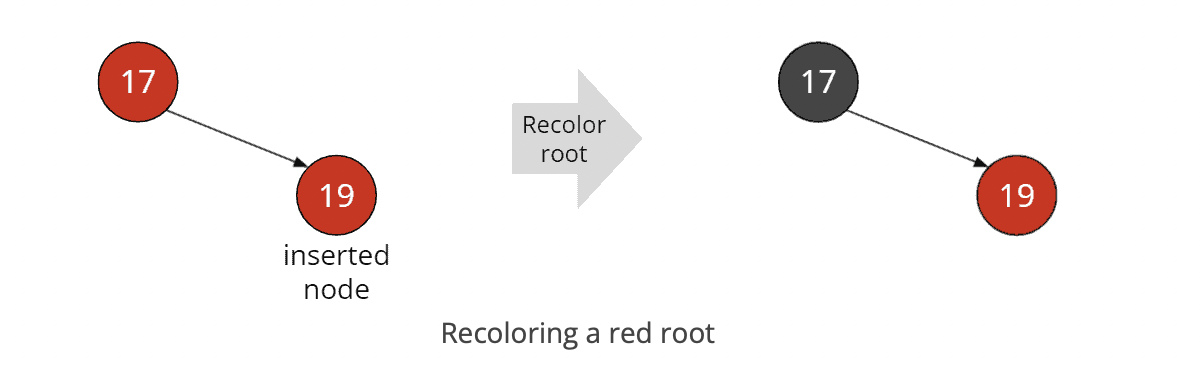 17
19
inserted
node
Recolor
root
17
19
Recoloring a red root